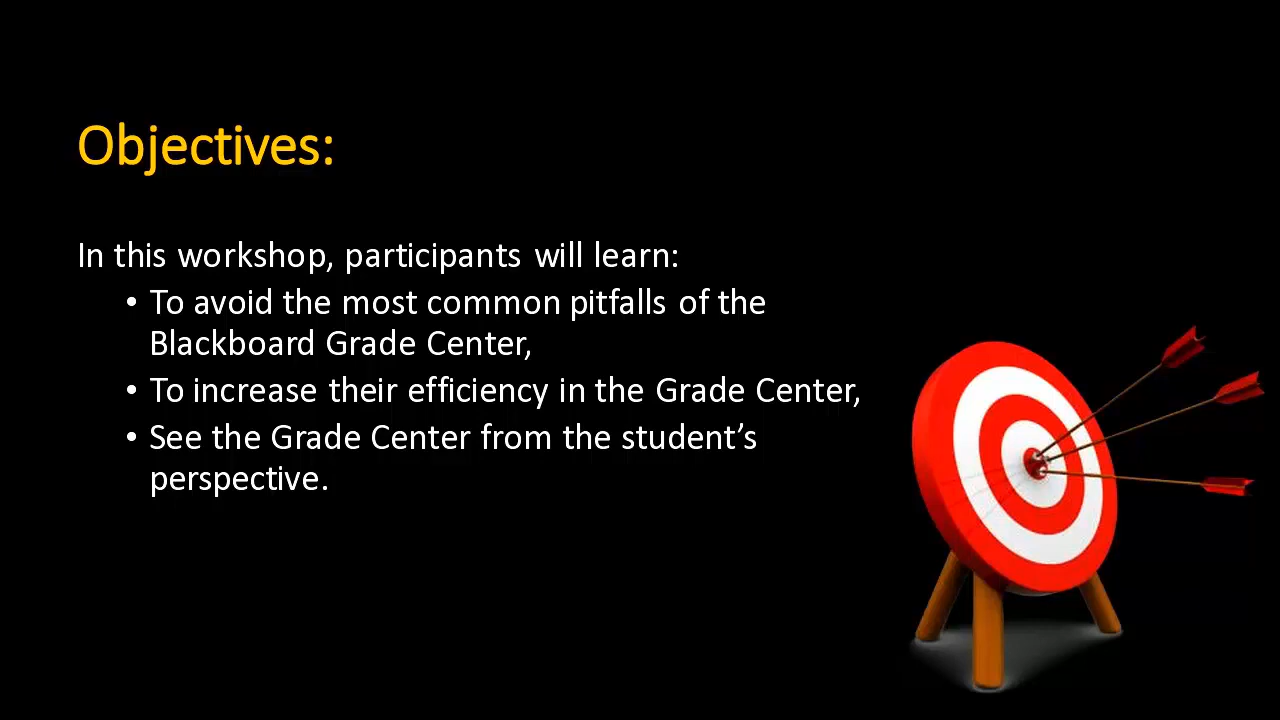 Objectives:
In this workshop, participants will learn:
• To avoid the most common pitfalls of the
Blackboard Grade Center,
• To increase their efficiency in the Grade Center,
• See the Grade Center from the student’s
perspective.